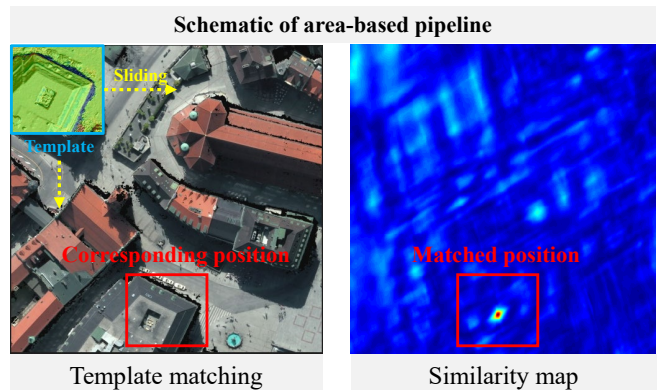 Schematic of area-based pipeline
Sliding
Template
Corresponding position
Matched position
Template matching
Similarity map